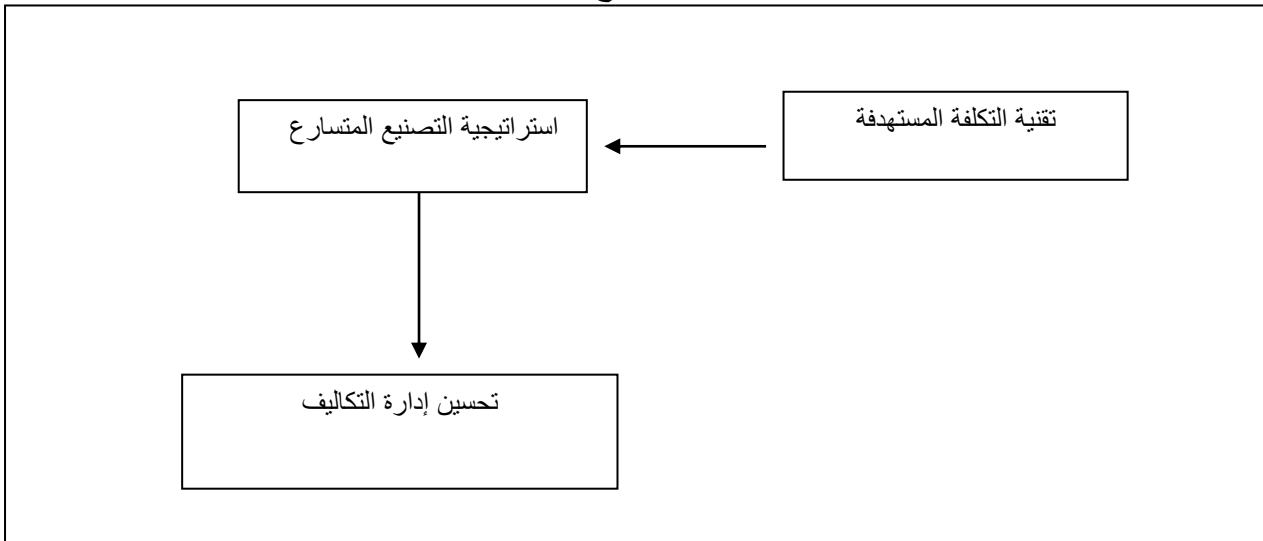 تقنية التكلفة المستهدفة
استراتيجية التصنيع المتسارع
تحسين إدارة التكاليف